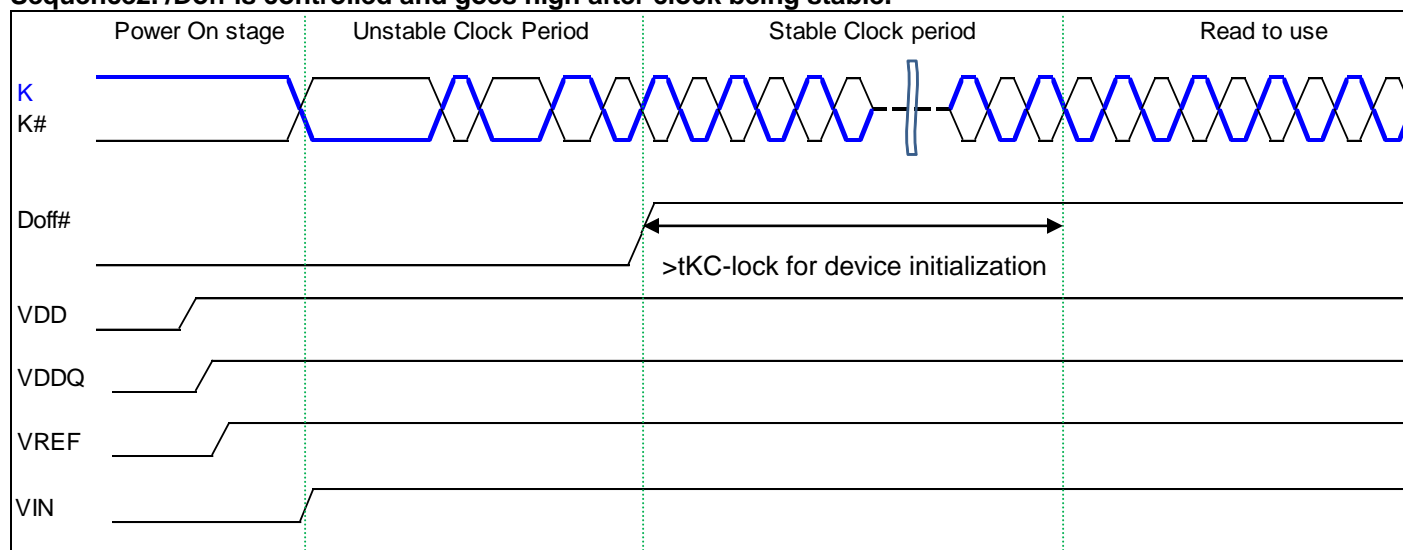 Sequence2. /Doff is controlled and goes high after clock being stable.
Power On stage Unstable Clock Period Stable Clock period Read to use
K
K#
Doff#
>tKC-lock for device initialization
VDD
VDDQ
VREF
VIN